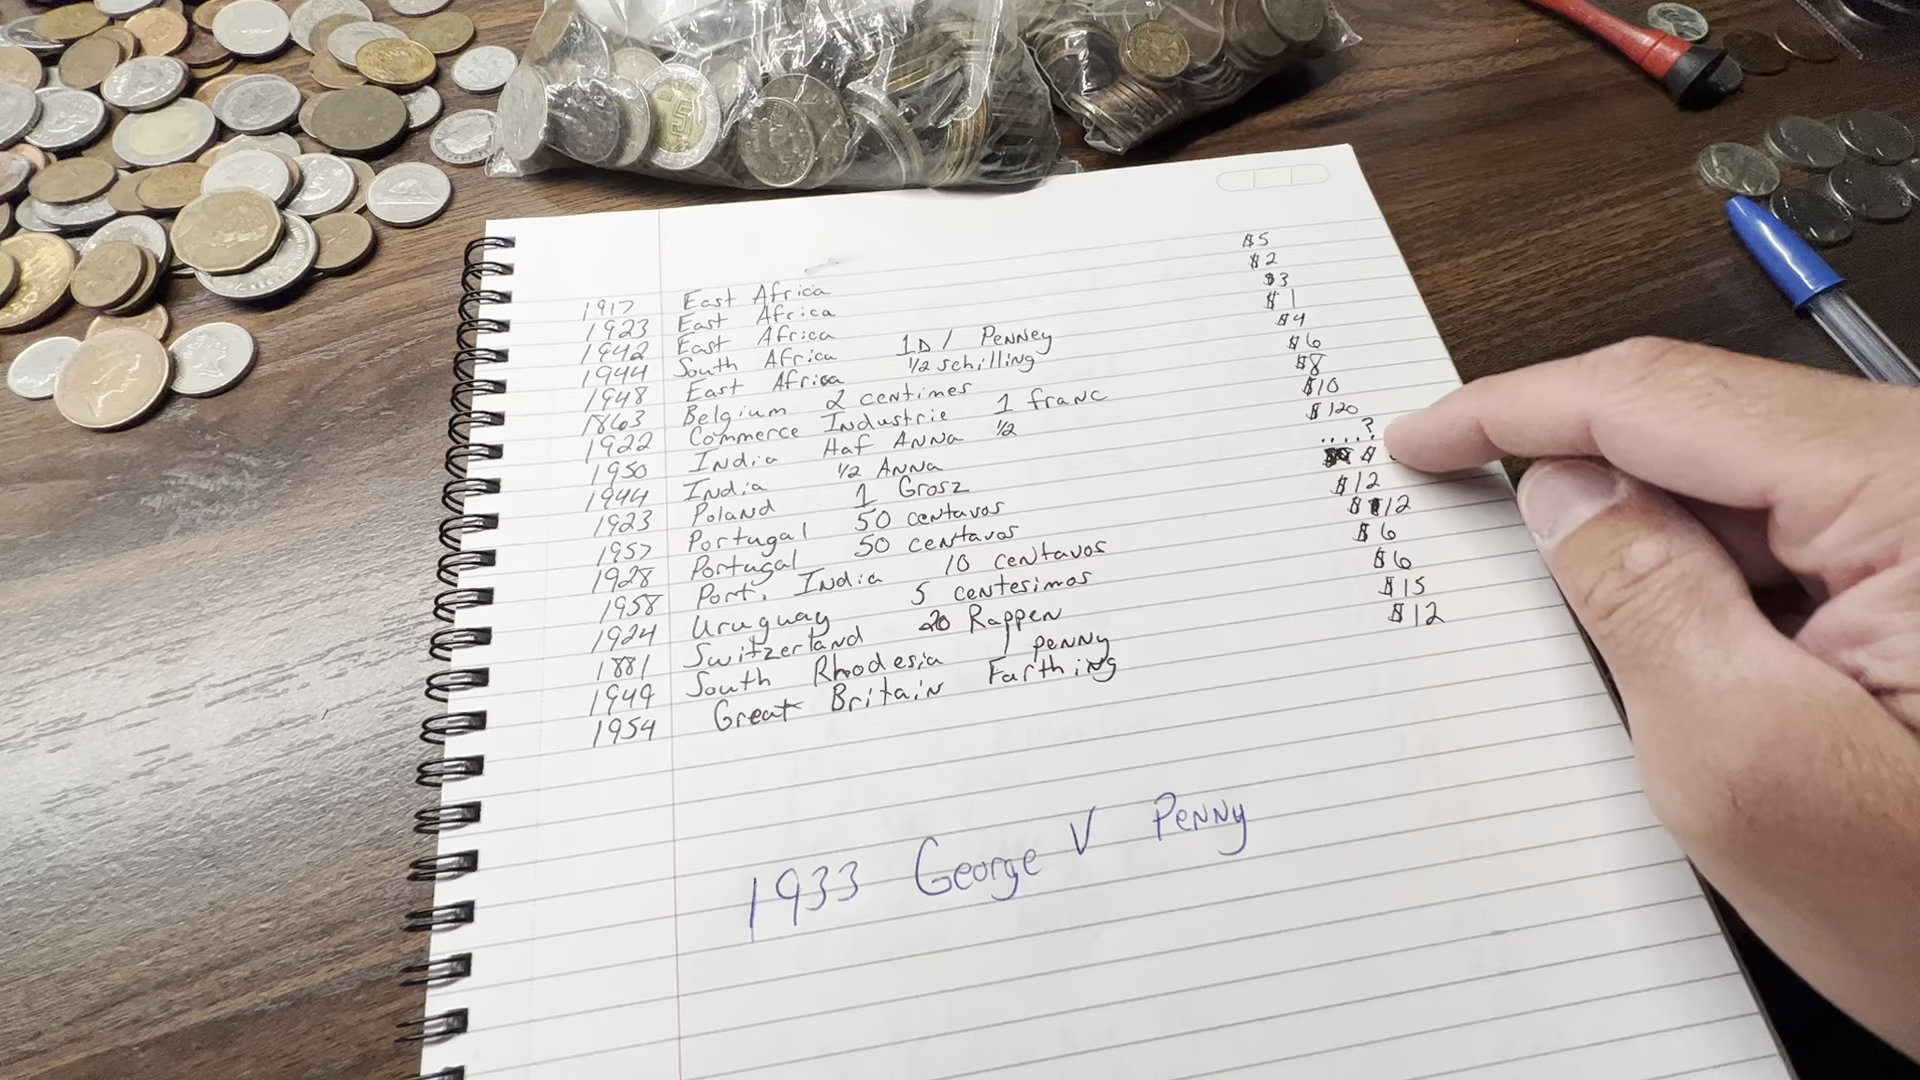 1917 East Africa $5
1923 East Africa $2
1942 East Africa $3
1944 South Africa 1D / Penney $1
1948 East Africa 1/2 schilling $4
1863 Belgium 2 centimes $6
1922 Commerce Industrie 1 franc $8
1950 India Haf Anna 1/2 $10
1944 India 1/2 Anna $120
1923 Poland 1 Grosz ....?
1957 Portugal 50 centavos $
1928 Portugal 50 centavos $12
1958 Port. India 10 centavos $12
1924 Uruguay 5 centesimos $6
1881 Switzerland 20 Rappen $6
1949 South Rhodesia 1 penny $15
1954 Great Britain Farthing $12
1933 George V Penny